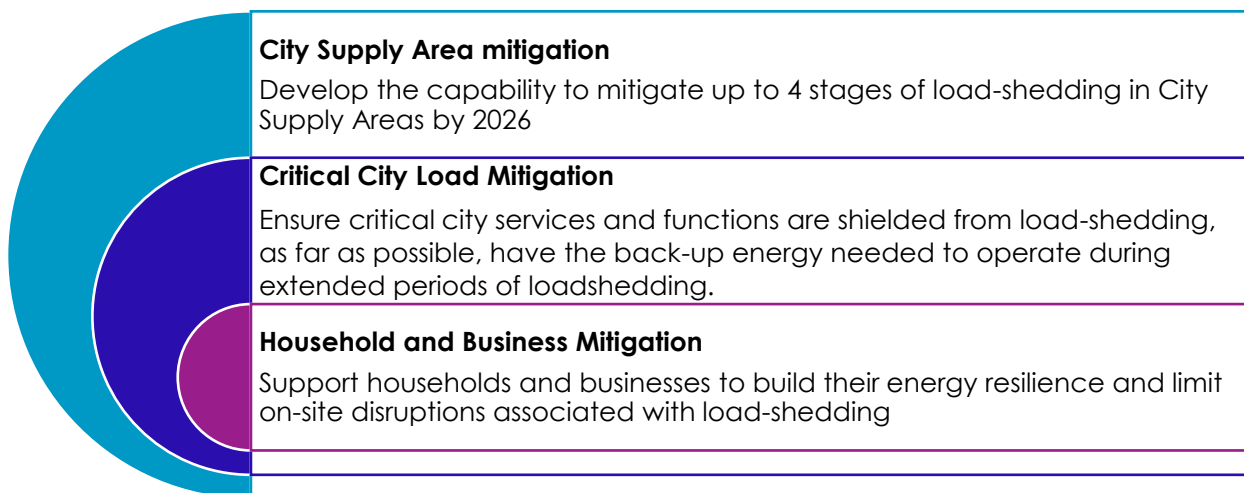 City Supply Area mitigation
Develop the capability to mitigate up to 4 stages of load-shedding in City
Supply Areas by 2026
Critical City Load Mitigation
Ensure critical city services and functions are shielded from load-shedding,
as far as possible, have the back-up energy needed to operate during
extended periods of loadshedding.
Household and Business Mitigation
Support households and businesses to build their energy resilience and limit
on-site disruptions associated with load-shedding